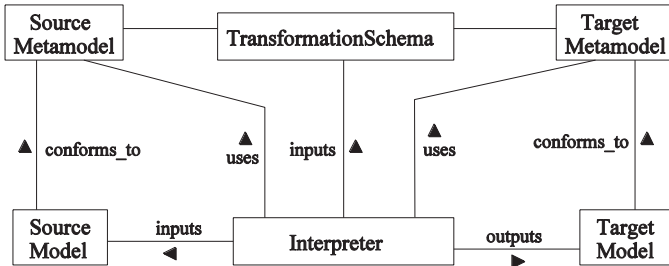 Source
Metamodel
TransformationSchema
Target
Metamodel
conforms_to
uses
inputs
uses
conforms_to
Source
Model
inputs
Interpreter
outputs
Target
Model